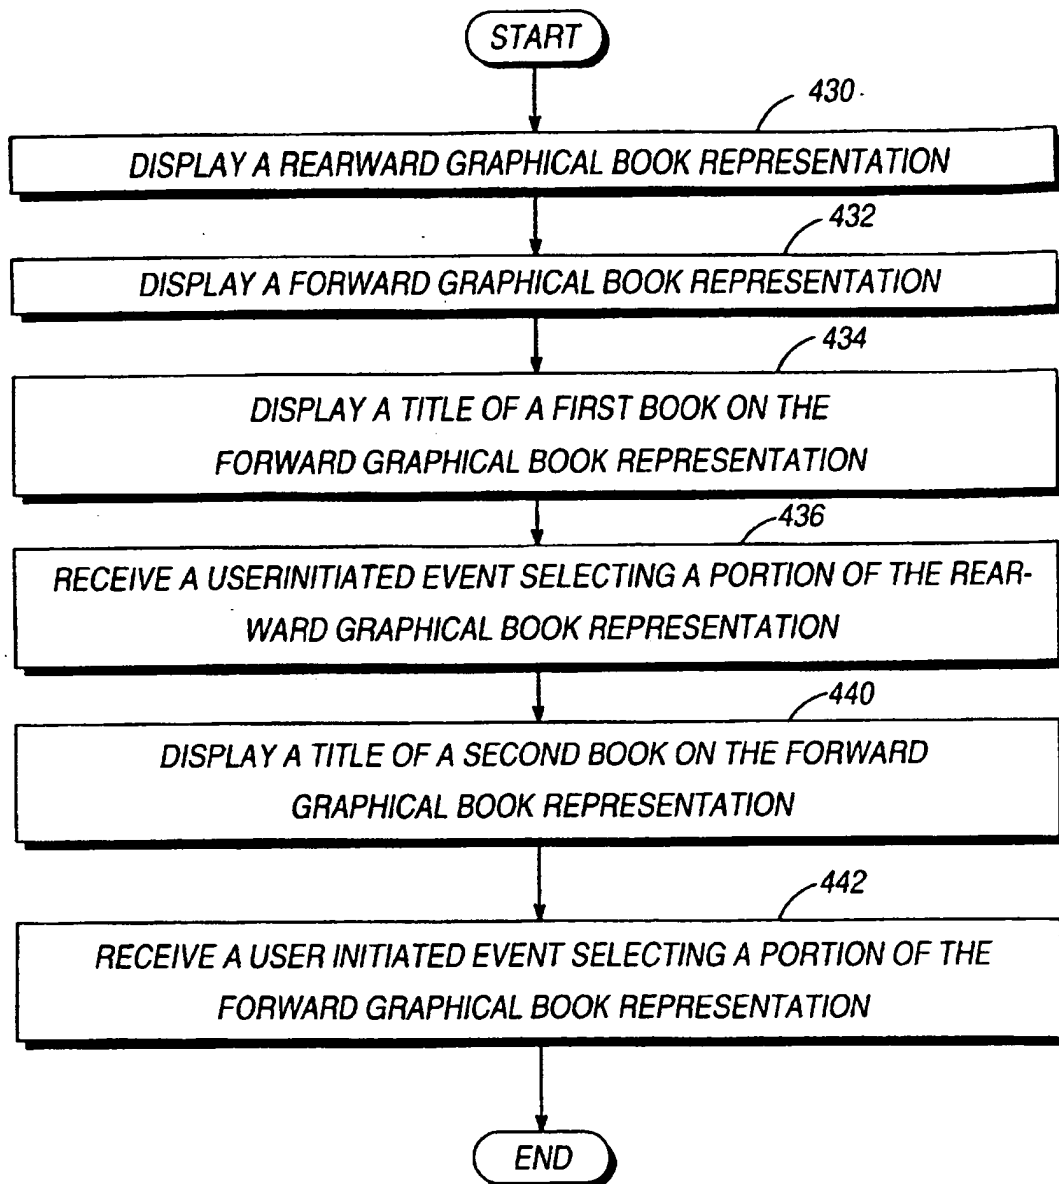 START
430
DISPLAY A REARWARD GRAPHICAL BOOK REPRESENTATION
432
DISPLAY A FORWARD GRAPHICAL BOOK REPRESENTATION
434
DISPLAY A TITLE OF A FIRST BOOK ON THE
FORWARD GRAPHICAL BOOK REPRESENTATION
436
RECEIVE A USERINITIATED EVENT SELECTING A PORTION OF THE REAR-
WARD GRAPHICAL BOOK REPRESENTATION
440
DISPLAY A TITLE OF A SECOND BOOK ON THE FORWARD
GRAPHICAL BOOK REPRESENTATION
442
RECEIVE A USER INITIATED EVENT SELECTING A PORTION OF THE
FORWARD GRAPHICAL BOOK REPRESENTATION
END